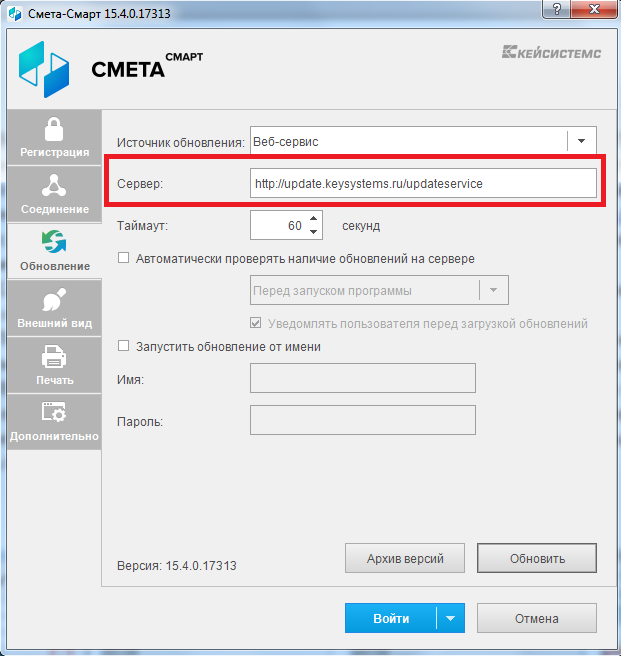 Смета-Смарт 15.4.0.17313
СМЕТА СМАРТ
КЕЙСИСТЕМС
Регистрация
Соединение
Обновление
Внешний вид
Печать
Дополнительно
Источник обновления: Веб-сервис
Сервер: http://update.keysystems.ru/updateservice
Таймаут: 60 секунд
Автоматически проверять наличие обновлений на сервере
Перед запуском программы
Уведомлять пользователя перед загрузкой обновлений
Запустить обновление от имени
Имя:
Пароль:
Версия: 15.4.0.17313
Архив версий
Обновить
Войти
Отмена